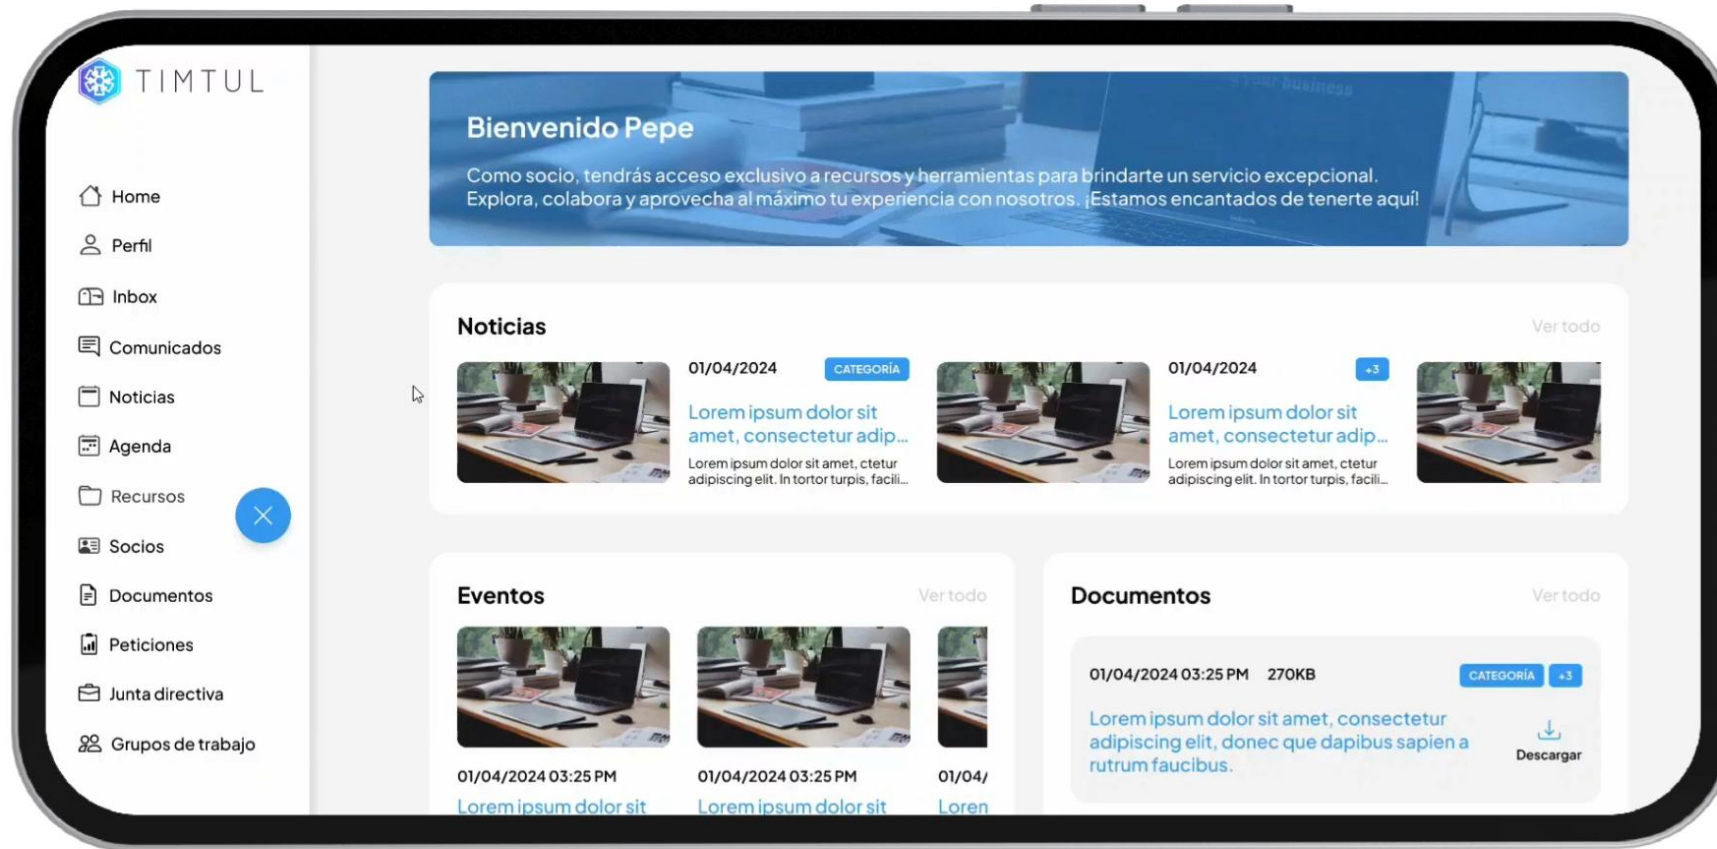 TIMTUL
Home
Perfil
Inbox
Comunicados
Noticias
Agenda
Recursos
Socios
Documentos
Peticiones
Junta directiva
Grupos de trabajo
your business
Bienvenido Pepe
Como socio, tendrás acceso exclusivo a recursos y herramientas para brindarte un servicio excepcional.
Explora, colabora y aprovecha al máximo tu experiencia con nosotros. ¡Estamos encantados de tenerte aquí!
Noticias
Ver todo
01/04/2024
CATEGORÍA
Lorem ipsum dolor sit
amet, consectetur adip...
Lorem ipsum dolor sit amet, ctetur
adipiscing elit. In tortor turpis, facili...
01/04/2024
+3
Lorem ipsum dolor sit
amet, consectetur adip...
Lorem ipsum dolor sit amet, ctetur
adipiscing elit. In tortor turpis, facili...
Eventos
Ver todo
01/04/2024 03:25 PM
Lorem ipsum dolor sit
01/04/2024 03:25 PM
Lorem ipsum dolor sit
01/04/
Loren
Documentos
Ver todo
01/04/2024 03:25 PM 270KB
CATEGORÍA +3
Lorem ipsum dolor sit amet, consectetur
adipiscing elit, donec que dapibus sapien a
rutrum faucibus.
Descargar